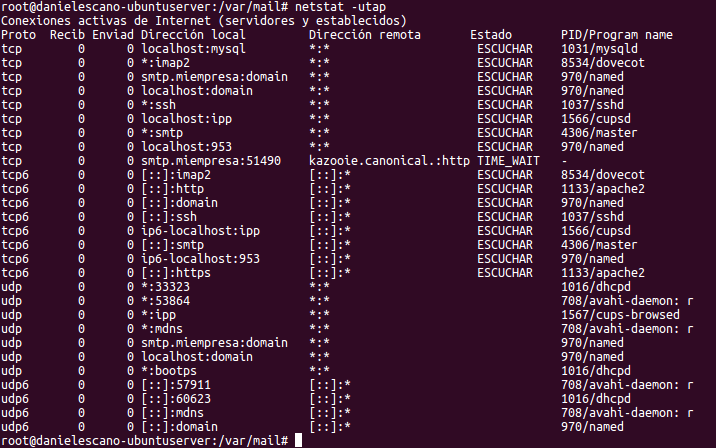 root@danielescano-ubuntuserver:/var/mail# netstat -utap
Conexiones activas de Internet (servidores y establecidos)
Proto  Recib Enviad Dirección local         Dirección remota        Estado      PID/Program name
tcp        0      0 localhost:mysql         *:*                     ESCUCHAR    1031/mysqld
tcp        0      0 *:imap2                 *:*                     ESCUCHAR    8534/dovecot
tcp        0      0 smtp.miempresa:domain   *:*                     ESCUCHAR    970/named
tcp        0      0 localhost:domain        *:*                     ESCUCHAR    970/named
tcp        0      0 *:ssh                   *:*                     ESCUCHAR    1037/sshd
tcp        0      0 localhost:ipp           *:*                     ESCUCHAR    1566/cupsd
tcp        0      0 *:smtp                  *:*                     ESCUCHAR    4306/master
tcp        0      0 localhost:953           *:*                     ESCUCHAR    970/named
tcp        0      0 smtp.miempresa:51490    kazooie.canonical.:http TIME_WAIT   -
tcp6       0      0 [::]:imap2              [::]:*                  ESCUCHAR    8534/dovecot
tcp6       0      0 [::]:http               [::]:*                  ESCUCHAR    1133/apache2
tcp6       0      0 [::]:domain             [::]:*                  ESCUCHAR    970/named
tcp6       0      0 [::]:ssh                [::]:*                  ESCUCHAR    1037/sshd
tcp6       0      0 ip6-localhost:ipp       [::]:*                  ESCUCHAR    1566/cupsd
tcp6       0      0 [::]:smtp               [::]:*                  ESCUCHAR    4306/master
tcp6       0      0 ip6-localhost:953       [::]:*                  ESCUCHAR    970/named
tcp6       0      0 [::]:https              [::]:*                  ESCUCHAR    1133/apache2
udp        0      0 *:33323                 *:*                                 1016/dhcpd
udp        0      0 *:53864                 *:*                                 708/avahi-daemon: r
udp        0      0 *:ipp                   *:*                                 1567/cups-browsed
udp        0      0 *:mdns                  *:*                                 708/avahi-daemon: r
udp        0      0 smtp.miempresa:domain   *:*                                 970/named
udp        0      0 localhost:domain        *:*                                 970/named
udp        0      0 *:bootps                *:*                                 1016/dhcpd
udp6       0      0 [::]:57911              [::]:*                              708/avahi-daemon: r
udp6       0      0 [::]:60623              [::]:*                              1016/dhcpd
udp6       0      0 [::]:mdns               [::]:*                              708/avahi-daemon: r
udp6       0      0 [::]:domain             [::]:*                              970/named
root@danielescano-ubuntuserver:/var/mail#